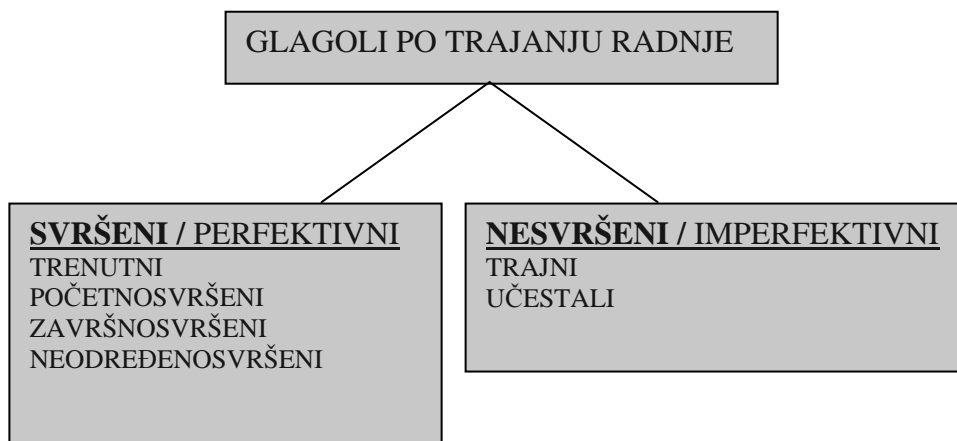 GLAGOLI PO TRAJANJU RADNJE
SVRŠENI / PERFEKTIVNI
TRENUTNI
POČETNOSVRŠENI
ZAVRŠNOSVRŠENI
NEODREĐENOSVRŠENI
NESVRŠENI / IMPERFEKTIVNI
TRAJNI
UČESTALI